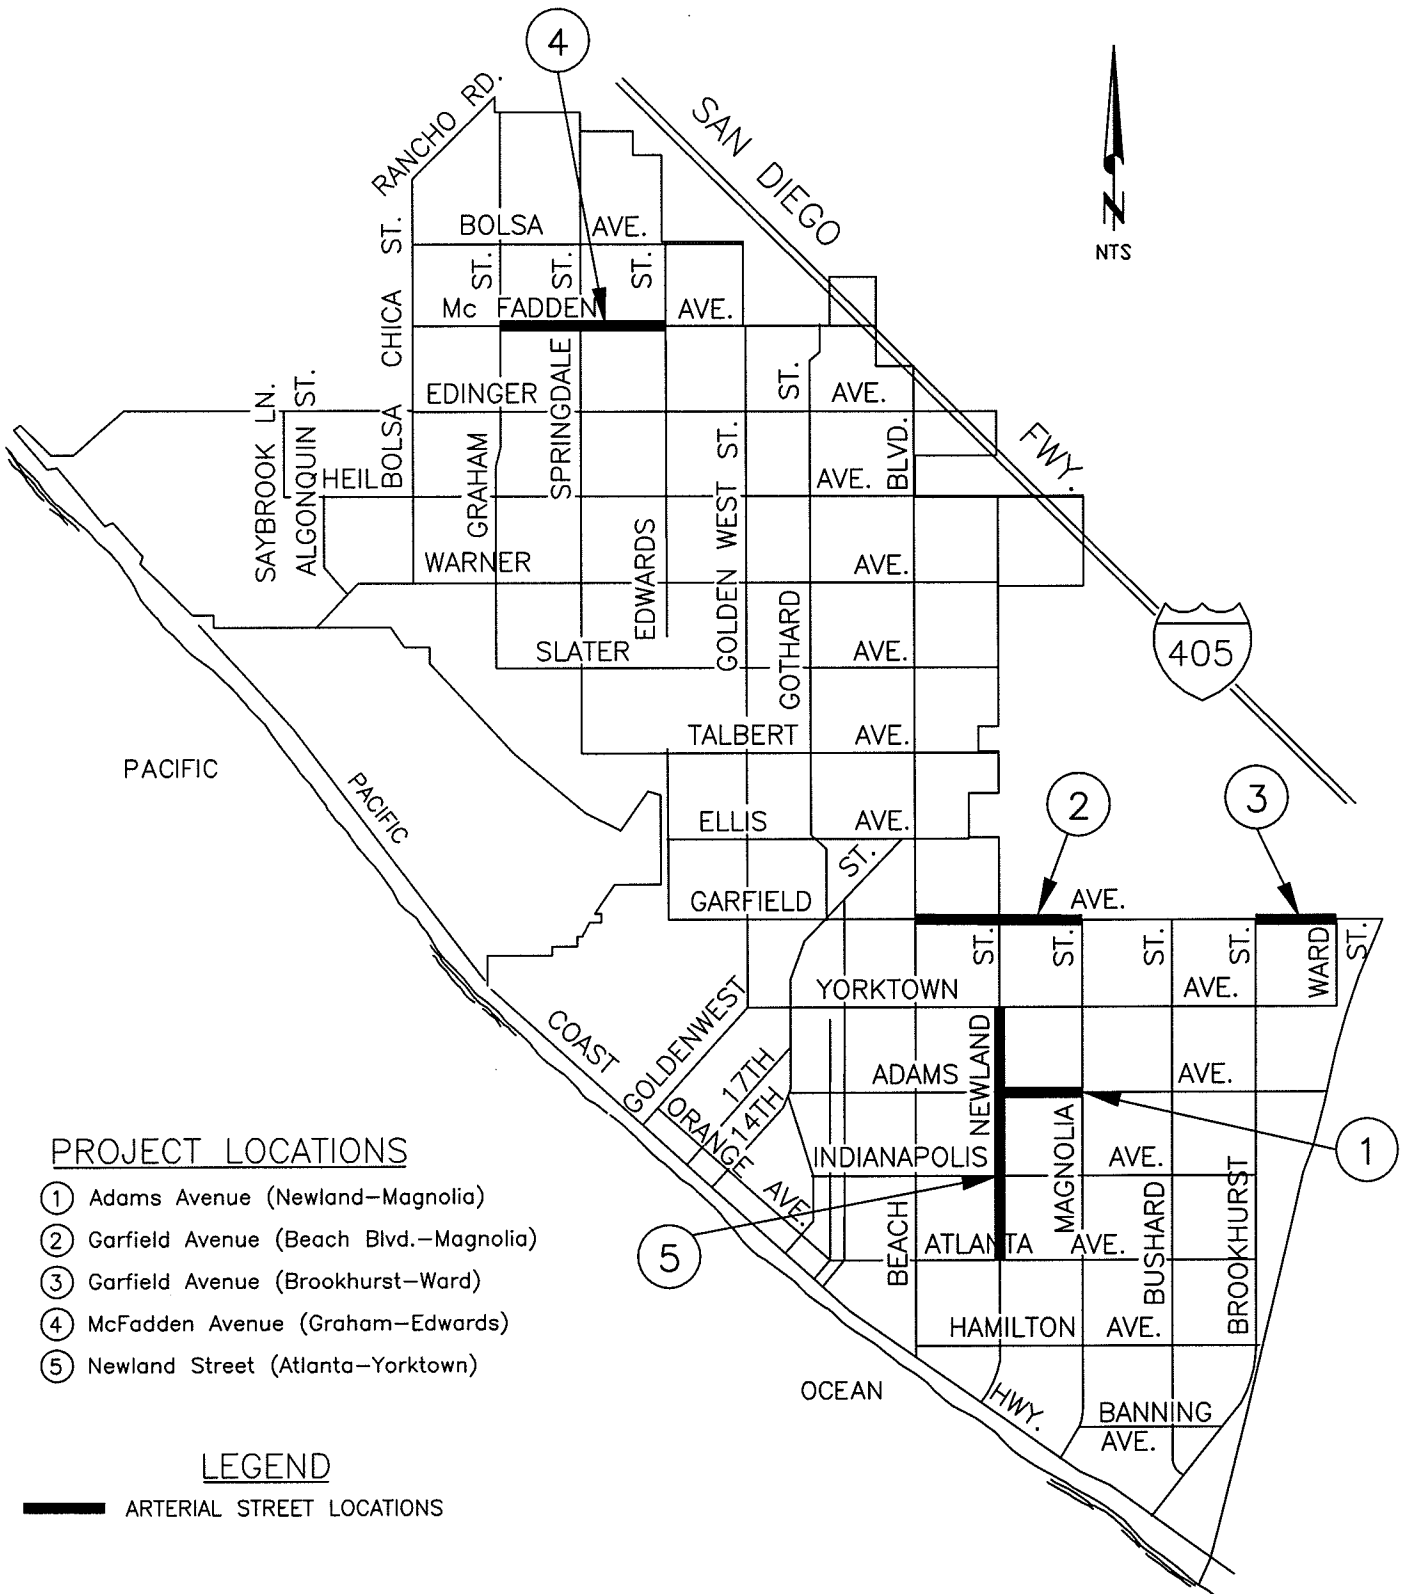 4
RANCHO RD.
SAN DIEGO
N
NTS
BOLSA AVE.
ST.
ST.
ST.
Mc FADDEN AVE.
BOLSA CHICA ST.
SPRINGDALE
ST.
EDINGER AVE.
SAYBROOK LN.
ALGONQUIN ST.
GRAHAM
GOLDEN WEST ST.
BLVD.
FWY.
HEIL AVE.
WARNER AVE.
EDWARDS
GOTHARD
SLATER AVE.
405
TALBERT AVE.
PACIFIC
PACIFIC
2
3
ELLIS AVE.
ST.
GARFIELD AVE.
ST.
ST.
ST.
ST.
WARD
ST.
YORKTOWN AVE.
COAST
GOLDENWEST
17TH
14TH
ORANGE AVE.
ADAMS AVE.
NEWLAND
MAGNOLIA
1
INDIANAPOLIS AVE.
BEACH
BUSHARD
BROOKHURST
5
ATLANTA AVE.
HAMILTON AVE.
OCEAN
HWY.
BANNING
AVE.
PROJECT LOCATIONS
1 Adams Avenue (Newland-Magnolia)
2 Garfield Avenue (Beach Blvd.-Magnolia)
3 Garfield Avenue (Brookhurst-Ward)
4 McFadden Avenue (Graham-Edwards)
5 Newland Street (Atlanta-Yorktown)
LEGEND
ARTERIAL STREET LOCATIONS